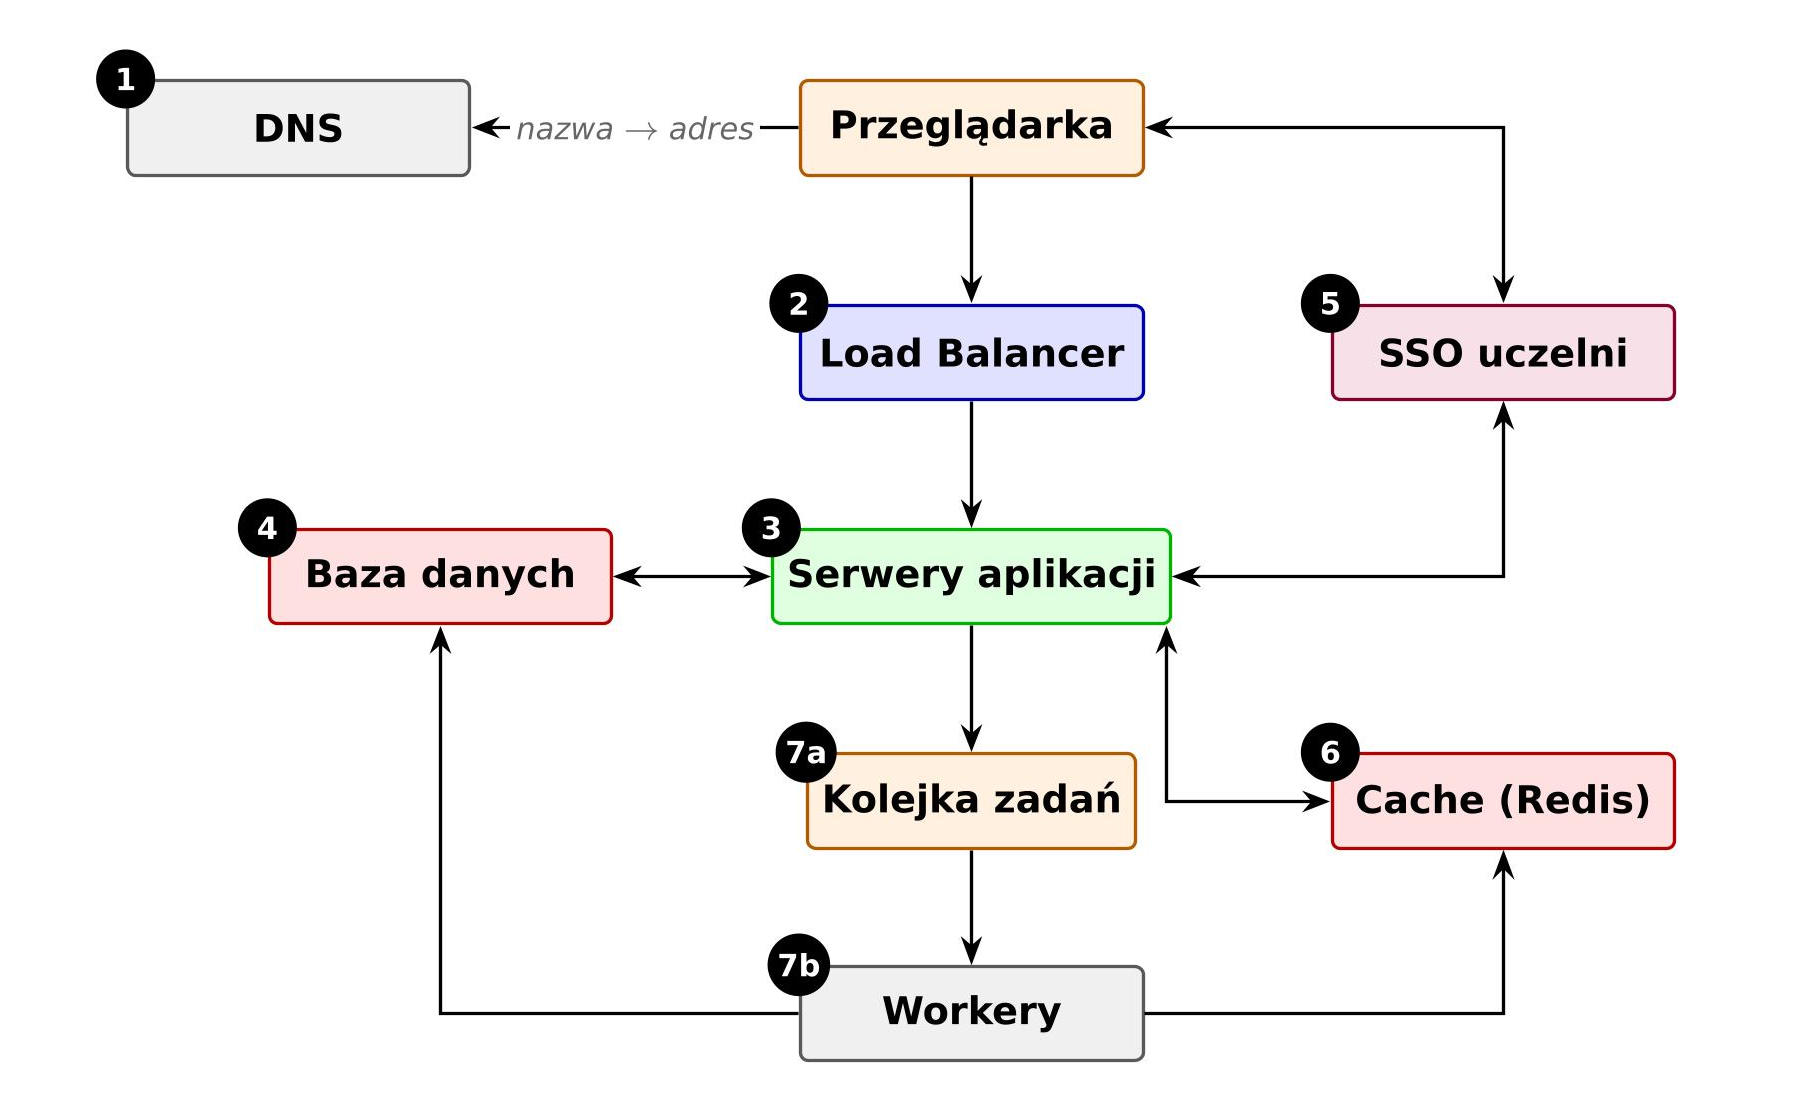 1
DNS
nazwa → adres
Przeglądarka
2
Load Balancer
5
SSO uczelni
4
Baza danych
3
Serwery aplikacji
7a
Kolejka zadań
6
Cache (Redis)
7b
Workery